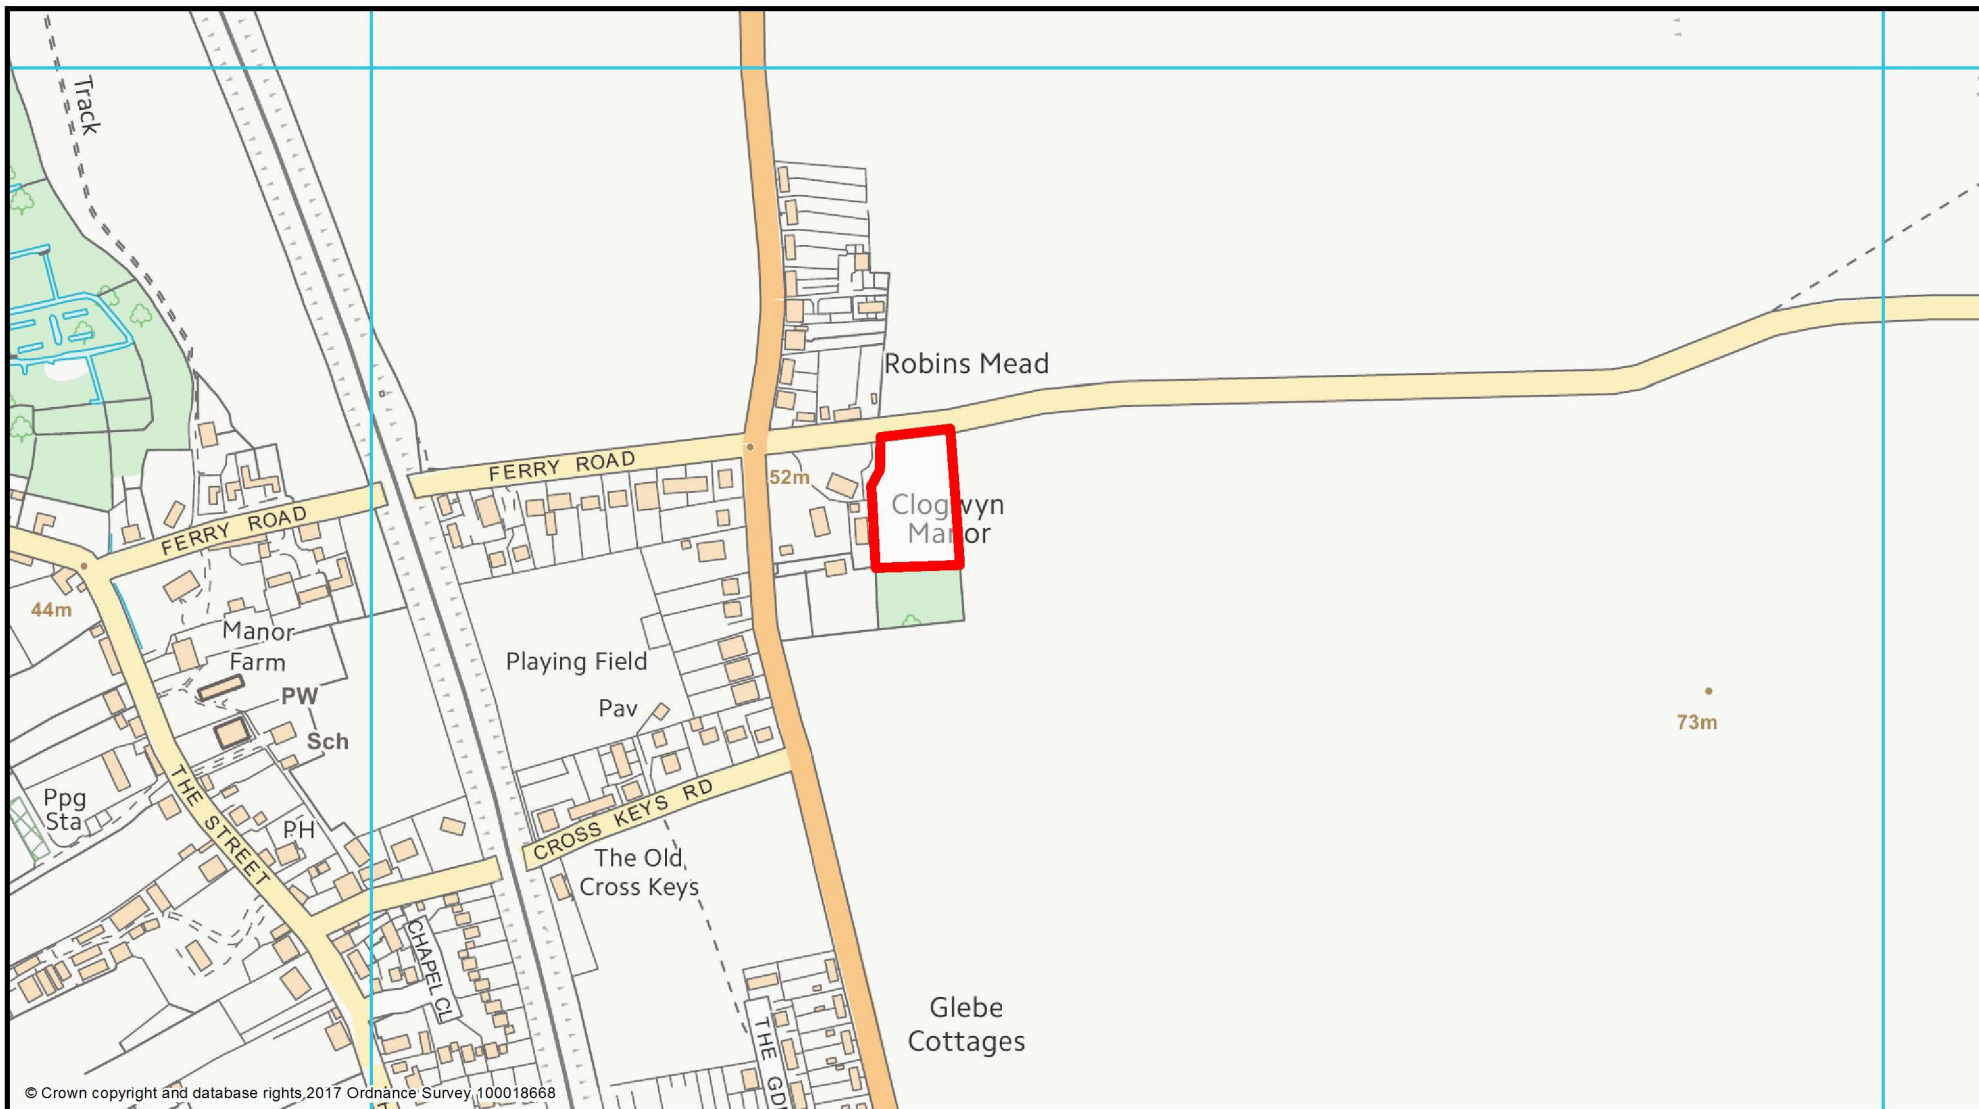 Track
Robins Mead
FERRY ROAD
52m
Clogwyn
Manor
FERRY ROAD
44m
Manor
Farm
Playing Field
PW
Pav
Sch
73m
THE STREET
Ppg
Sta
PH
CROSS KEYS RD
The Old
Cross Keys
CHAPEL CL
Glebe
Cottages
THE
© Crown copyright and database rights 2017 Ordnance Survey 100018668